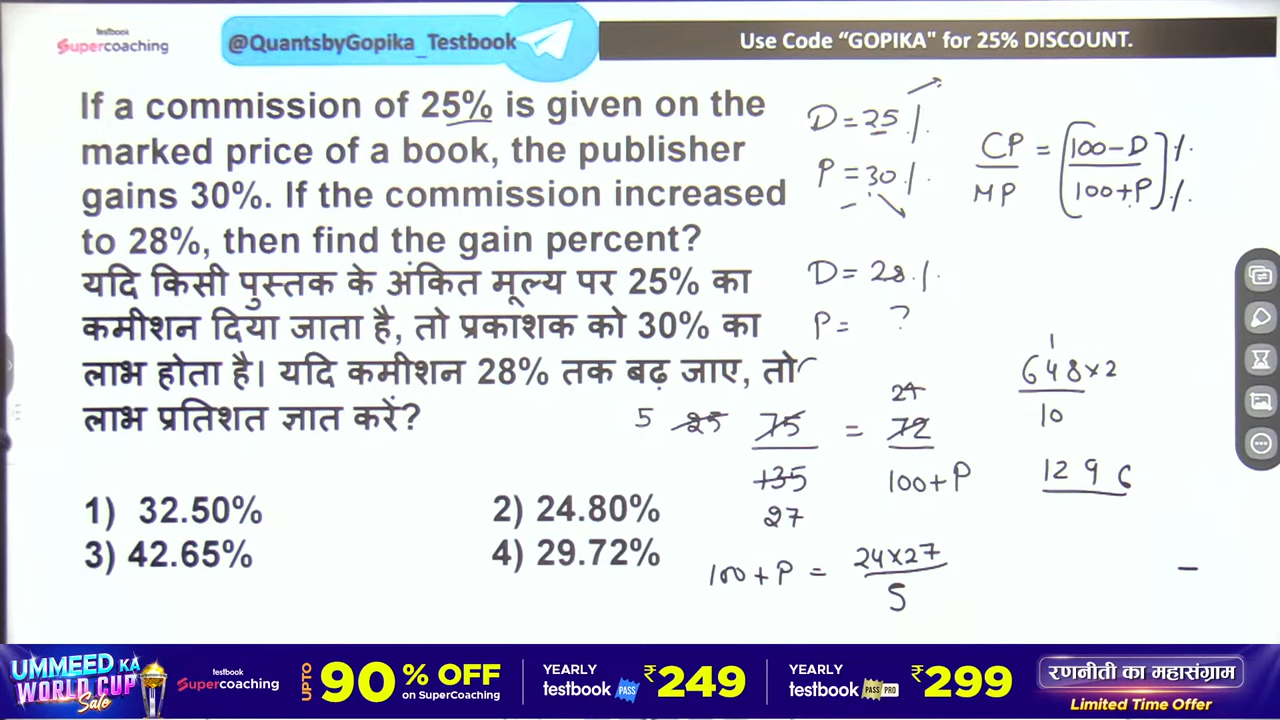 testbook
Supercoaching
@QuantsbyGopika_Testbook
Use Code “GOPIKA" for 25% DISCOUNT.
If a commission of 25% is given on the
marked price of a book, the publisher
gains 30%. If the commission increased
to 28%, then find the gain percent?
यदि किसी पुस्तक के अंकित मूल्य पर 25% का
कमीशन दिया जाता है, तो प्रकाशक को 30% का
लाभ होता है। यदि कमीशन 28% तक बढ़ जाए, तो
लाभ प्रतिशत ज्ञात करें?
1) 32.50%
2) 24.80%
3) 42.65%
4) 29.72%
D = 25%
P = 30%
CP/MP = (100-D/100+P)%/%
D = 28%
P = ?
648×2/10
1296
24
5 25 75/135 = 72/100+P
27
100+P = 24×27/5
UMMEED KA
WORLD CUP
Sale
testbook
Supercoaching
UPTO 90% OFF
on SuperCoaching
YEARLY
testbook PASS
₹249
YEARLY
testbook PASS PRO
₹299
रणनीती का महासंग्राम
Limited Time Offer